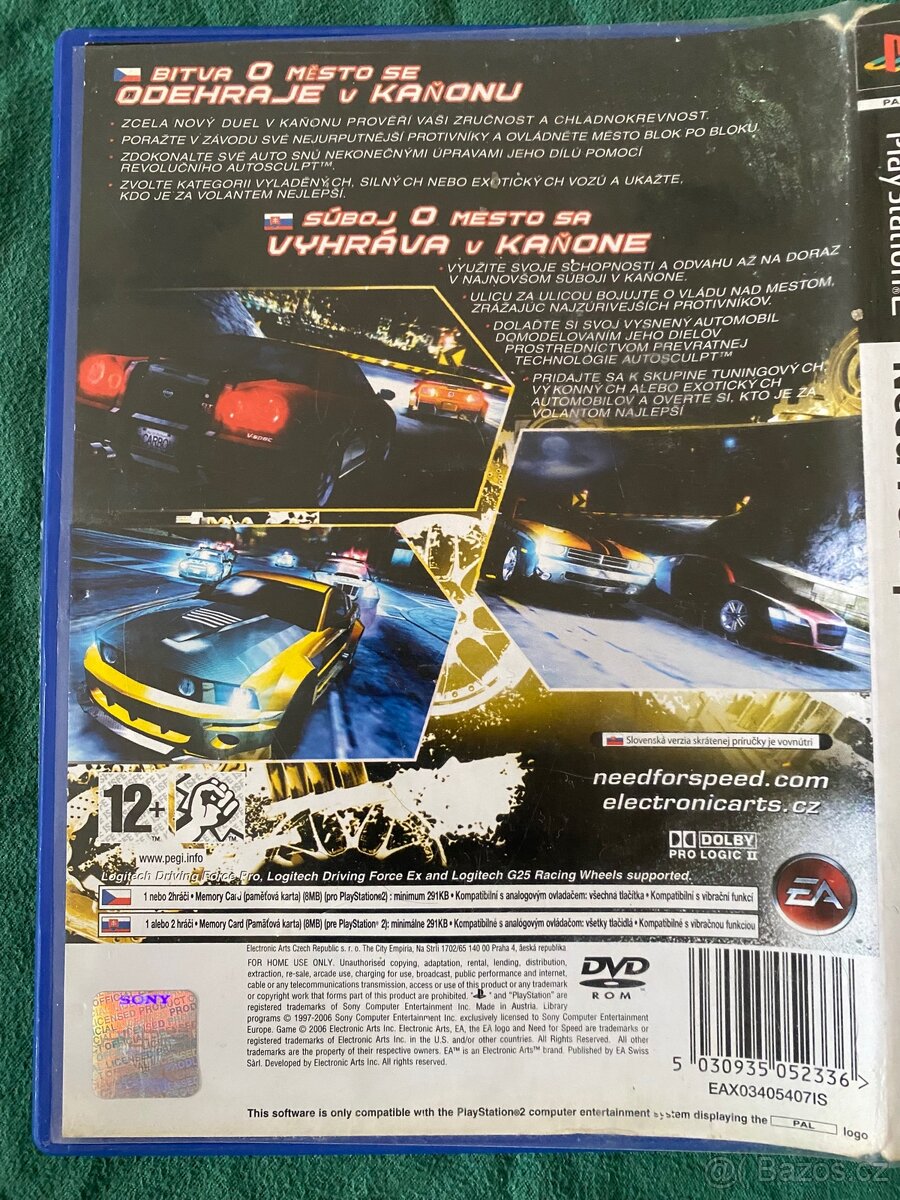 BITVA O MĚSTO SE
ODEHRAJE V KAŇONU
• ZCELA NOVÝ DUEL V KAŇONU PROVĚŘÍ VAŠI ZRUČNOST A CHLADNOKREVNOST.
• PORAŽTE V ZÁVODU SVÉ NEJURPUTNĚJŠÍ PROTIVNÍKY A OVLÁDNĚTE MĚSTO BLOK PO BLOKU.
• ZDOKONALTE SVÉ AUTO SNŮ NEKONEČNÝMI ÚPRAVAMI JEHO DÍLŮ POMOCÍ
REVOLUČNÍHO AUTOSCULPT™.
• ZVOLTE KATEGORII VYLADĚNÝ CH, SILNÝ CH NEBO EXOTICKÝ CH VOZŮ A UKAŽTE,
KDO JE ZA VOLANTEM NEJLEPŠÍ.
SÚBOJ O MESTO SA
VYHRÁVA V KAŇONE
• VYUŽITE SVOJE SCHOPNOSTI A ODVAHU AŽ NA DORAZ
V NAJNOVŠOM SÚBOJI V KAŇONE.
• ULICU ZA ULICOU BOJUJTE O VLÁDU NAD MESTOM,
ZRÁŽAJÚC NAJZÚRIVEJŠÍCH PROTIVNÍKOV.
• DOLAĎTE SI SVOJ VYSNENÝ AUTOMOBIL
DOMODELOVANÍM JEHO DIELOV
PROSTREDNÍCTVOM PREVRATNEJ
TECHNOLÓGIE AUTOSCULPT™
• PRIDAJTE SA K SKUPINE TUNINGOVÝ CH,
VÝ KONNÝ CH ALEBO EXOTICKÝ CH
AUTOMOBILOV A OVERTE SI, KTO JE ZA
VOLANTOM NAJLEPŠÍ
V-spec
CARBO
Slovenská verzia skrátenej príručky je vovnútri
needforspeed.com
electronicarts.cz
12+
www.pegi.info
DOLBY
PRO LOGIC II
EA
Logitech Driving Force Pro, Logitech Driving Force Ex and Logitech G25 Racing Wheels supported.
1 nebo 2hráči • Memory Card (paměťová karta) (8MB) (pro PlayStation2) : minimum 291KB • Kompatibilní s analogovým ovladačem: všechna tlačítka • Kompatibilní s vibrační funkcí
1 alebo 2 hráči • Memory Card (Pamäťová karta) (8MB) (pre PlayStation® 2): minimálne 291KB • Kompatibilné s analógovým ovládačom: všetky tlačidlá • Kompatibilné s vibračnou funkciou
Electronic Arts Czech Republic s. r. o. The City Empiria, Na Strži 1702/65 140 00 Praha 4, česká republika
FOR HOME USE ONLY. Unauthorised copying, adaptation, rental, lending, distribution,
extraction, re-sale, arcade use, charging for use, broadcast, public performance and internet,
cable or any telecommunications transmission, access or use of this product or any trademark
or copyright work that forms part of this product are prohibited. " " and "PlayStation" are
registered trademarks of Sony Computer Entertainment Inc. Made in Austria. Library
programs © 1997-2006 Sony Computer Entertainment Inc. exclusively licensed to Sony Computer Entertainment
Europe. Game © 2006 Electronic Arts Inc. Electronic Arts, EA, the EA logo and Need for Speed are trademarks or
registered trademarks of Electronic Arts Inc. in the U.S. and/or other countries. All Rights Reserved. All other
trademarks are the property of their respective owners. EA™ is an Electronic Arts™ brand. Published by EA Swiss
Sàrl. Developed by Electronic Arts Inc. All rights reserved.
DVD
ROM
SONY
5 030935 052336 >
EAX03405407IS
This software is only compatible with the PlayStation®2 computer entertainment system displaying the PAL logo
PlayStation®2
Bazos.cz